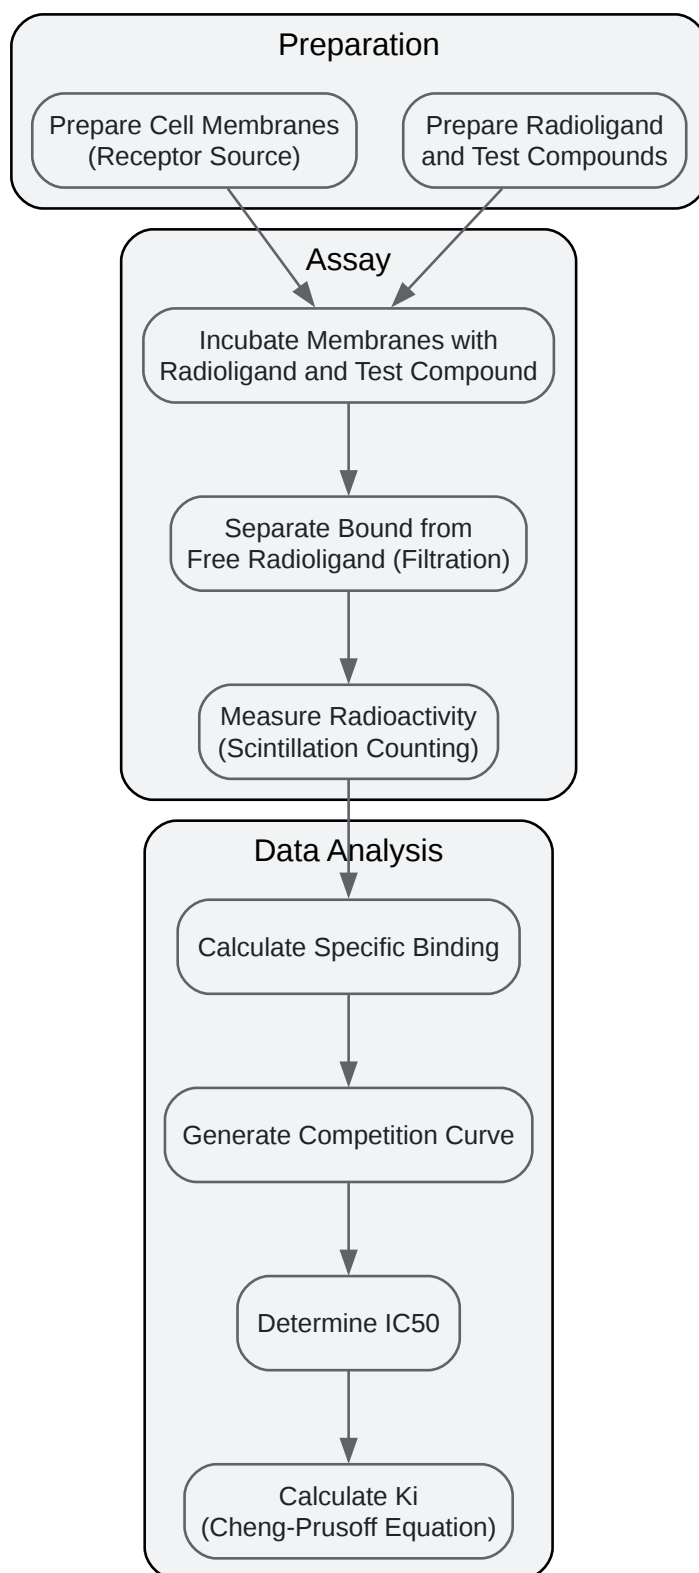 Preparation
Prepare Cell Membranes
(Receptor Source)
Prepare Radioligand
and Test Compounds
Assay
Incubate Membranes with
Radioligand and Test Compound
Separate Bound from
Free Radioligand (Filtration)
Measure Radioactivity
(Scintillation Counting)
Data Analysis
Calculate Specific Binding
Generate Competition Curve
Determine IC50
Calculate Ki
(Cheng-Prusoff Equation)